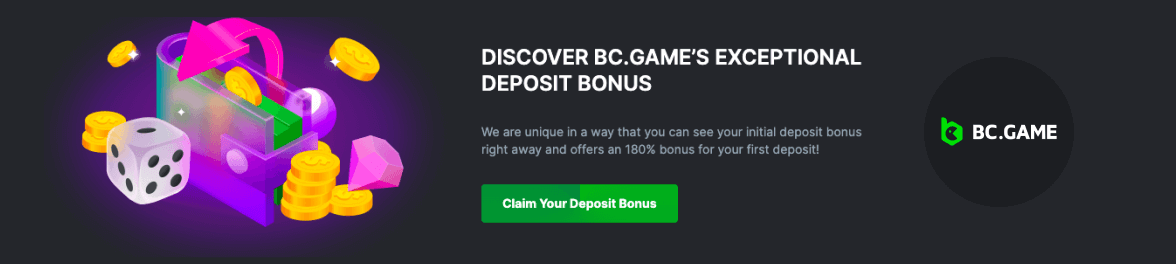 DISCOVER BC.GAME’S EXCEPTIONAL
DEPOSIT BONUS
We are unique in a way that you can see your initial deposit bonus
right away and offers an 180% bonus for your first deposit!
Claim Your Deposit Bonus
BC.GAME